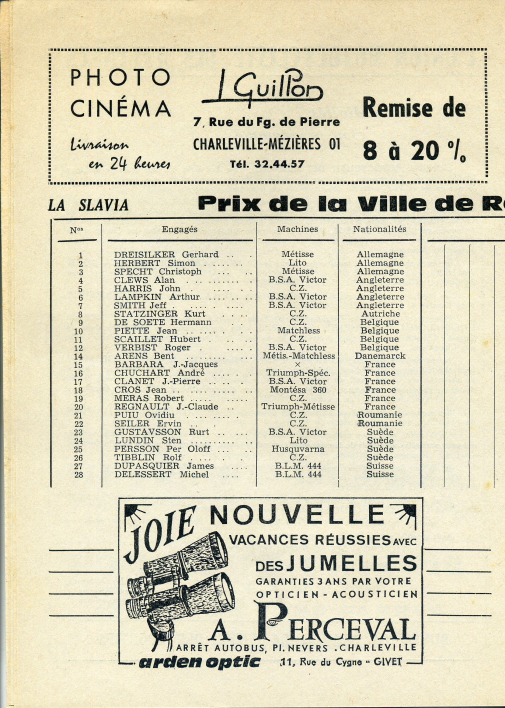 PHOTO
CINÉMA
Livraison
en 24 heures
J Guillon
7, Rue du Fg. de Pierre
CHARLEVILLE-MÉZIÈRES 01
Tél. 32.44.57
Remise de
8 à 20 %
LA SLAVIA Prix de la Ville de R
Nos Engagés Machines Nationalités
1 DREISILKER Gerhard .. Métisse Allemagne
2 HERBERT Simon ...... Lito Allemagne
3 SPECHT Christoph ... .. Métisse Allemagne
4 CLEWS Alan .......... B.S.A. Victor Angleterre
5 HARRIS John ........ C.Z. Angleterre
6 LAMPKIN Arthur ........ B.S.A. Victor Angleterre
7 SMITH Jeff .......... B.S.A. Victor Angleterre
8 STATZINGER Kurt .... C.Z. Autriche
9 DE SOETE Hermann ... C.Z. Belgique
10 PIETTE Jean ........ Matchless Belgique
11 SCAILLET Hubert .... C.Z. Belgique
12 VERBIST Roger ...... B.S.A. Victor Belgique
14 ARENS Bent .......... Métis.-Matchless Danemarck
15 BARBARA J.-Jacques × France
16 CHUCHART André .... Triumph-Spéc. France
17 CLANET J.-Pierre ..... B.S.A. Victor France
18 CROS Jean .......... Montésa 360 France
19 MERAS Robert ........ C.Z. France
20 REGNAULT J.-Claude .. Triumph-Métisse France
21 PUIU Ovidiu ........ C.Z. Roumanie
22 SEILER Ervin ....... C.Z. Roumanie
23 GUSTAVSSON Rurt .. B.S.A. Victor Suède
24 LUNDIN Sten ......... Lito Suède
25 PERSSON Per Oloff ... Husquvarna Suède
26 TIBBLIN Rolf ........ C.Z. Suède
27 DUPASQUIER James .... B.L.M. 444 Suisse
28 DELESSERT Michel .... B.L.M. 444 Suisse
JOIE NOUVELLE
VACANCES RÉUSSIES AVEC
DES JUMELLES
GARANTIES 3 ANS PAR VOTRE
OPTICIEN - ACOUSTICIEN
A. PERCEVAL
ARRÊT AUTOBUS, Pl. NEVERS . CHARLEVILLE
arden optic 11, Rue du Cygne - GIVET